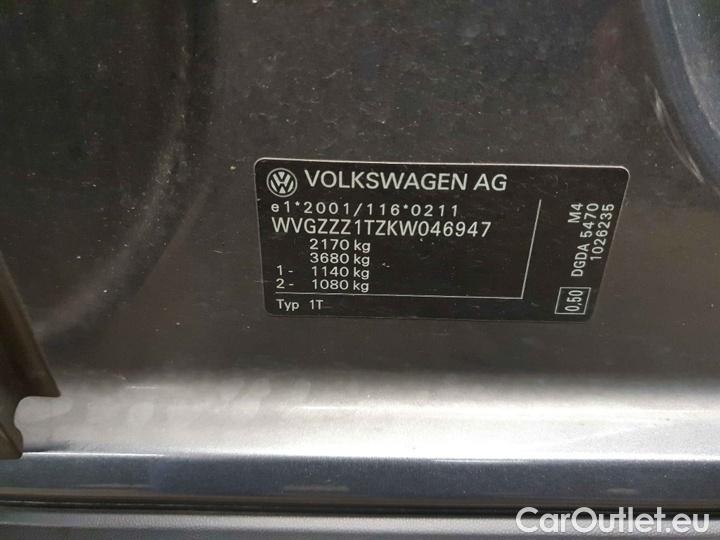 VOLKSWAGEN AG
e1*2001/116*0211
WVGZZZ1TZKW046947
2170 kg
3680 kg
1- 1140 kg
2- 1080 kg
Typ 1T
M4
DGDA 5470
1026235
0,50
CarOutlet.eu